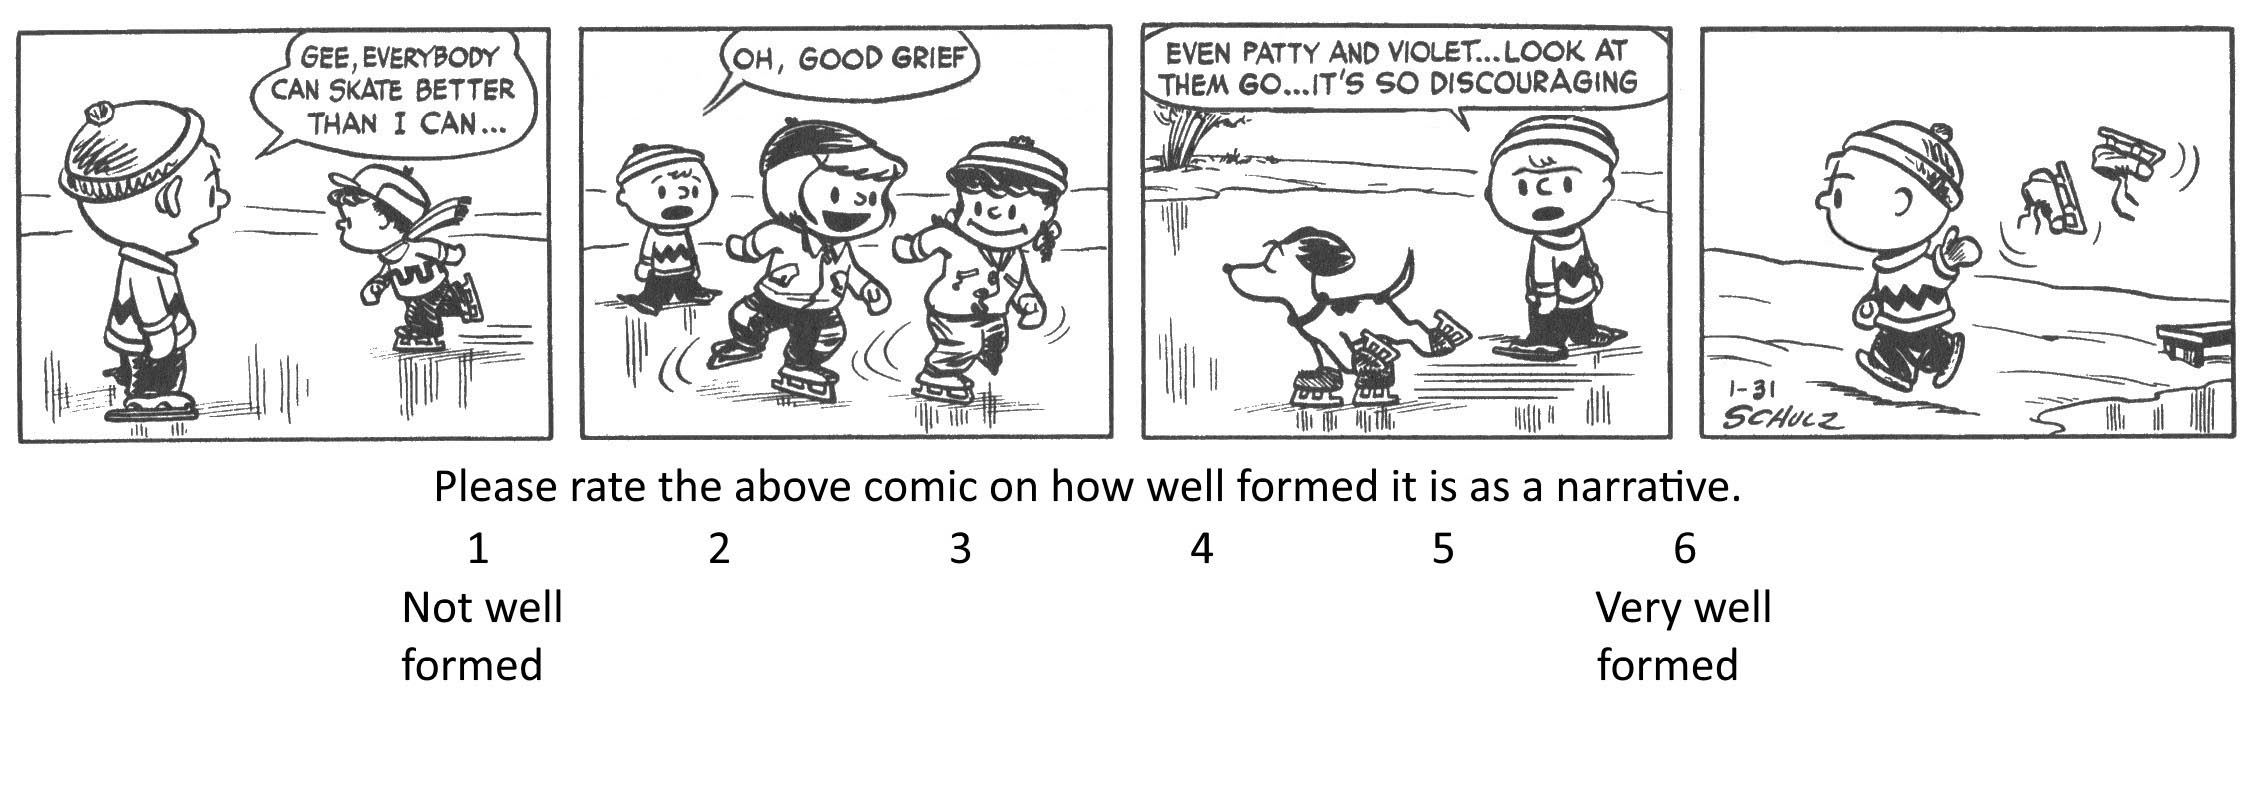 GEE, EVERYBODY
CAN SKATE BETTER
THAN I CAN...
OH, GOOD GRIEF
EVEN PATTY AND VIOLET...LOOK AT
THEM GO...IT'S SO DISCOURAGING
1-31
SCHULZ
Please rate the above comic on how well formed it is as a narrative.
1 2 3 4 5 6
Not well
formed
Very well
formed